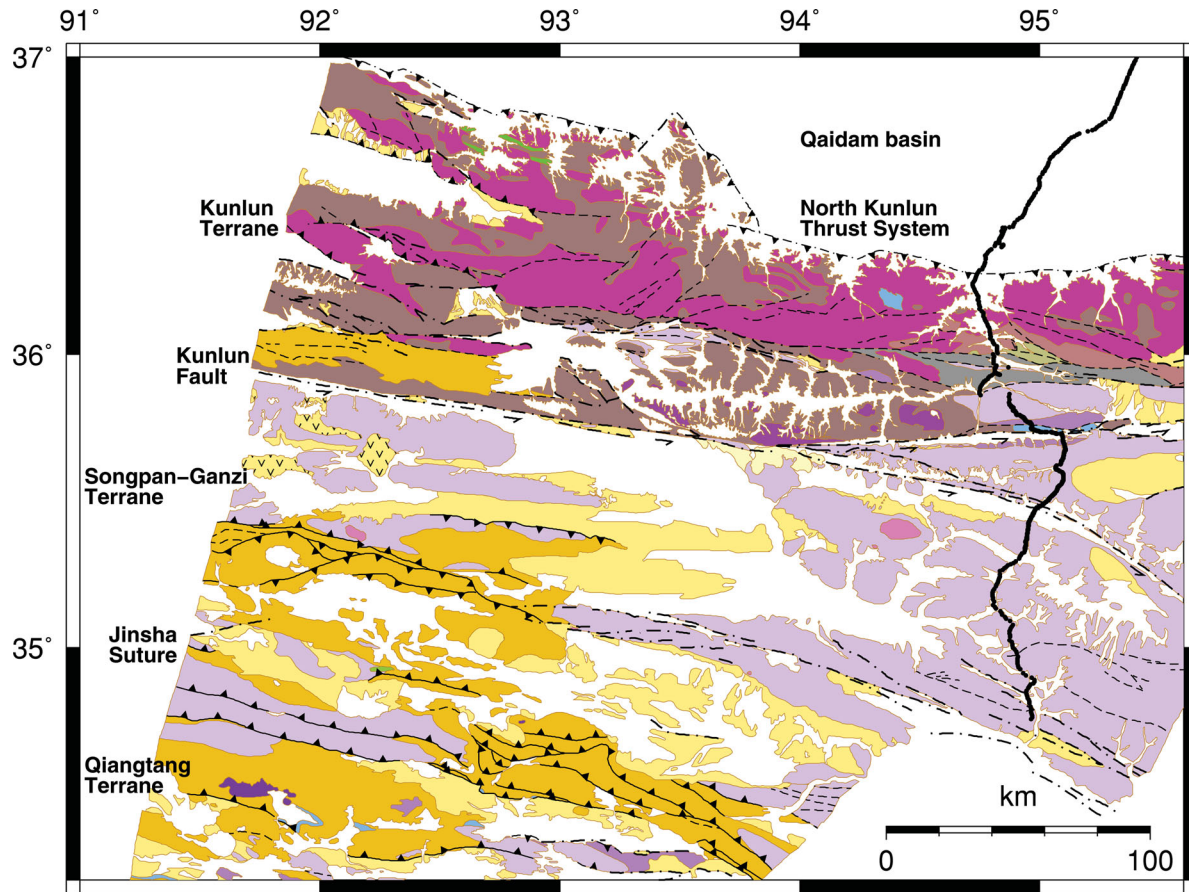 91˚ 92˚ 93˚ 94˚ 95˚
37˚
Qaidam basin
Kunlun
Terrane
North Kunlun
Thrust System
36˚
Kunlun
Fault
Songpan−Ganzi
Terrane
35˚
Jinsha
Suture
Qiangtang
Terrane
km
0 100